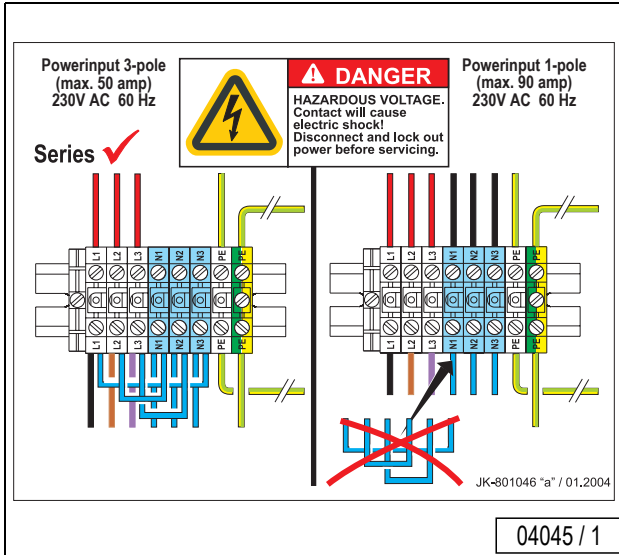 Powerinput 3-pole
(max. 50 amp)
230V AC 60 Hz
Series
DANGER
HAZARDOUS VOLTAGE.
Contact will cause
electric shock!
Disconnect and lock out
power before servicing.
Powerinput 1-pole
(max. 90 amp)
230V AC 60 Hz
L1 L2 L3 N1 N2 N3 PE PE
L1 L2 L3 N1 N2 N3 PE PE
L1 L2 L3 N1 N2 N3 PE PE
L1 L2 L3 N1 N2 N3 PE PE
JK-801046 “a” / 01.2004
04045 / 1